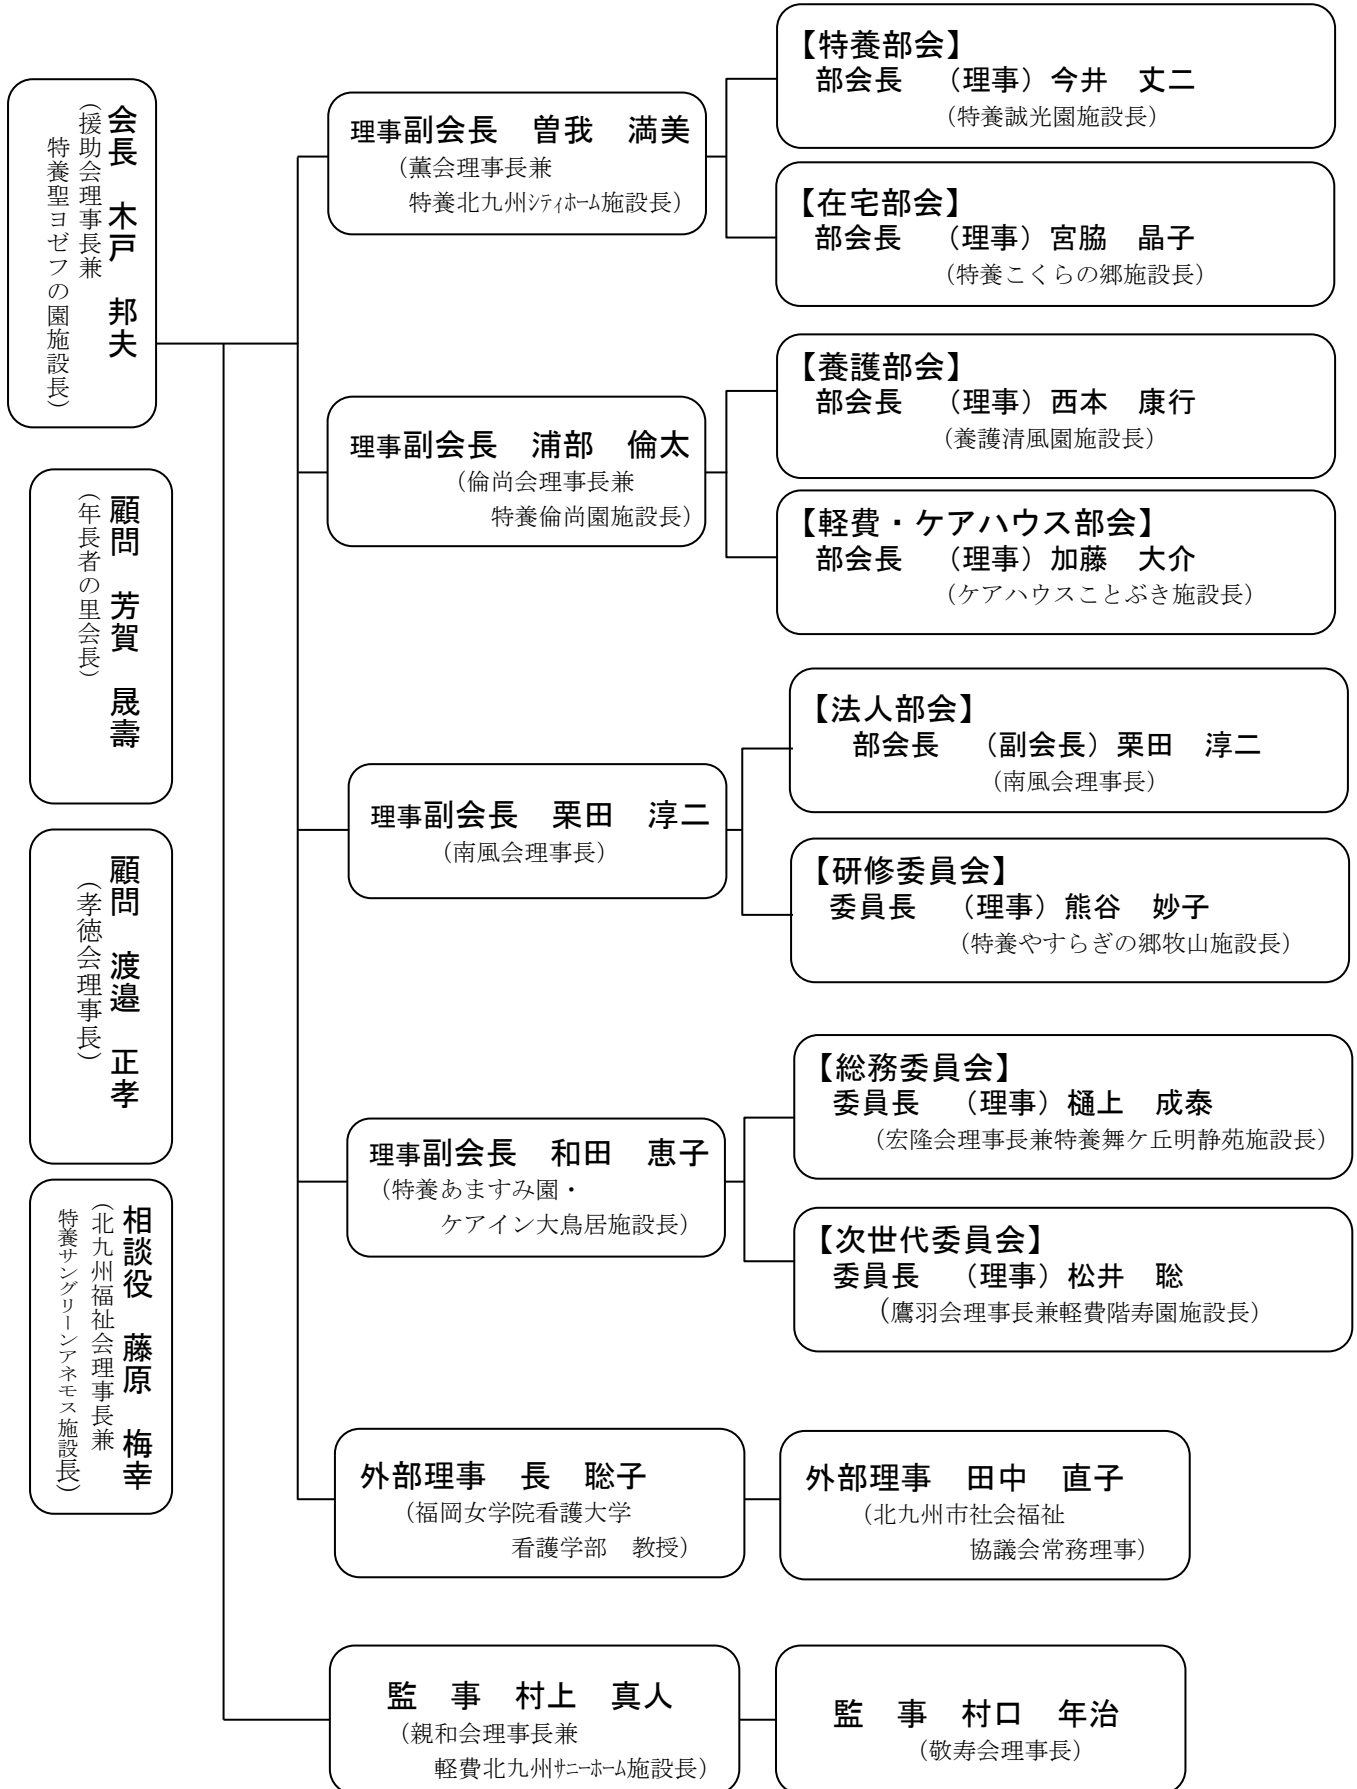 会長　木戸　邦夫
（援助会理事長兼
特養聖ヨゼフの園施設長）
顧問　芳賀　晟壽
（年長者の里会長）
顧問　渡邉　正孝
（孝徳会理事長）
相談役　藤原　梅幸
（北九州福祉会理事長兼
特養サングリーンアネモス施設長）
理事副会長　曽我　満美
（薫会理事長兼
特養北九州ｼﾃｨﾎｰﾑ施設長）
【特養部会】
部会長　（理事）今井　丈二
（特養誠光園施設長）
【在宅部会】
部会長　（理事）宮脇　晶子
（特養こくらの郷施設長）
理事副会長　浦部　倫太
（倫尚会理事長兼
特養倫尚園施設長）
【養護部会】
部会長　（理事）西本　康行
（養護清風園施設長）
【軽費・ケアハウス部会】
部会長　（理事）加藤　大介
（ケアハウスことぶき施設長）
理事副会長　栗田　淳二
（南風会理事長）
【法人部会】
部会長　（副会長）栗田　淳二
（南風会理事長）
【研修委員会】
委員長　（理事）熊谷　妙子
（特養やすらぎの郷牧山施設長）
理事副会長　和田　恵子
（特養あますみ園・
ケアイン大鳥居施設長）
【総務委員会】
委員長　（理事）樋上　成泰
（宏隆会理事長兼特養舞ケ丘明静苑施設長）
【次世代委員会】
委員長　（理事）松井　聡
（鷹羽会理事長兼軽費階寿園施設長）
外部理事　長　聡子
（福岡女学院看護大学
看護学部　教授）
外部理事　田中　直子
（北九州市社会福祉
協議会常務理事）
監　事　村上　真人
（親和会理事長兼
軽費北九州ｻﾆｰﾎｰﾑ施設長）
監　事　村口　年治
（敬寿会理事長）